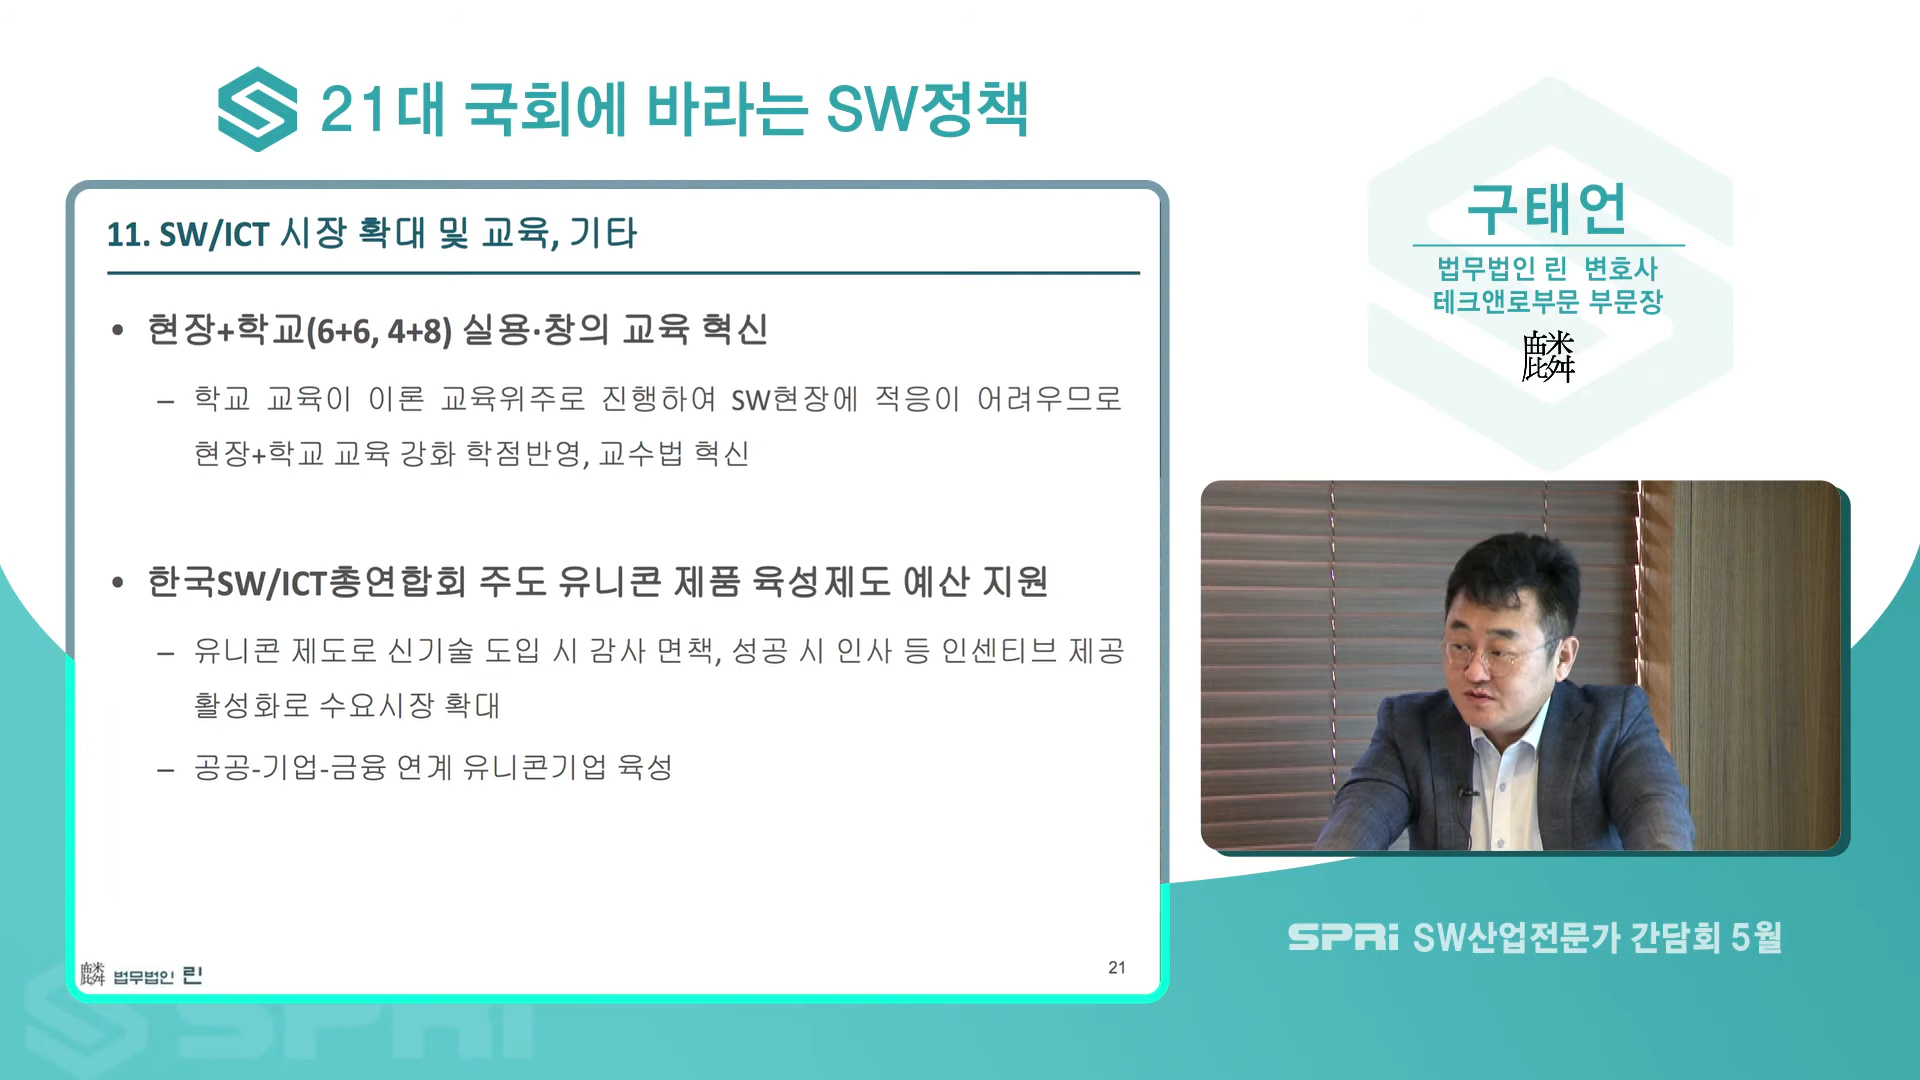 21대 국회에 바라는 SW정책
11. SW/ICT 시장 확대 및 교육, 기타
• 현장+학교(6+6, 4+8) 실용·창의 교육 혁신
– 학교 교육이 이론 교육위주로 진행하여 SW현장에 적응이 어려우므로
현장+학교 교육 강화 학점반영, 교수법 혁신
• 한국SW/ICT총연합회 주도 유니콘 제품 육성제도 예산 지원
– 유니콘 제도로 신기술 도입 시 감사 면책, 성공 시 인사 등 인센티브 제공
활성화로 수요시장 확대
– 공공-기업-금융 연계 유니콘기업 육성
麟 법무법인 린
21
구태언
법무법인 린 변호사
테크앤로부문 부문장
麟
SPRi SW산업전문가 간담회 5월
SPRi